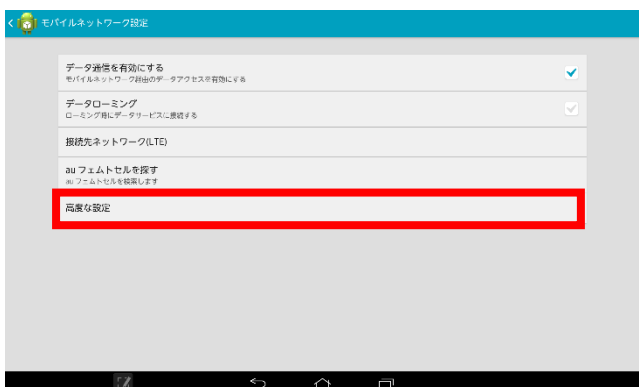 モバイルネットワーク設定
データ通信を有効にする
モバイルネットワーク経由のデータアクセスを有効にする
データローミング
ローミング時にデータサービスに接続する
接続先ネットワーク(LTE)
au フェムトセルを探す
au フェムトセルを検索します
高度な設定